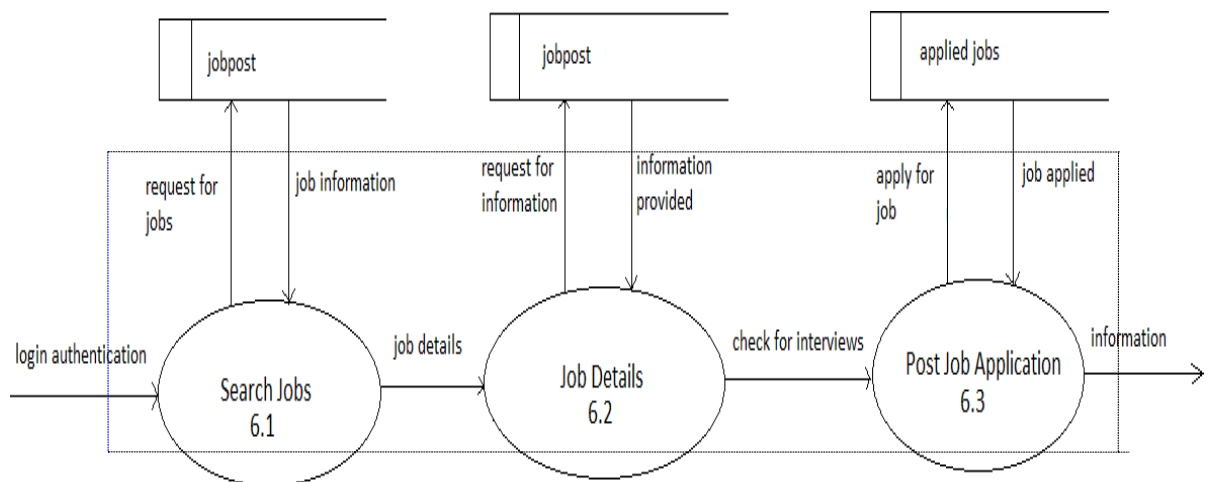 jobpost
jobpost
applied jobs
request for
jobs
job information
request for
information
information
provided
apply for
job
job applied
login authentication
job details
check for interviews
information
Search Jobs
6.1
Job Details
6.2
Post Job Application
6.3